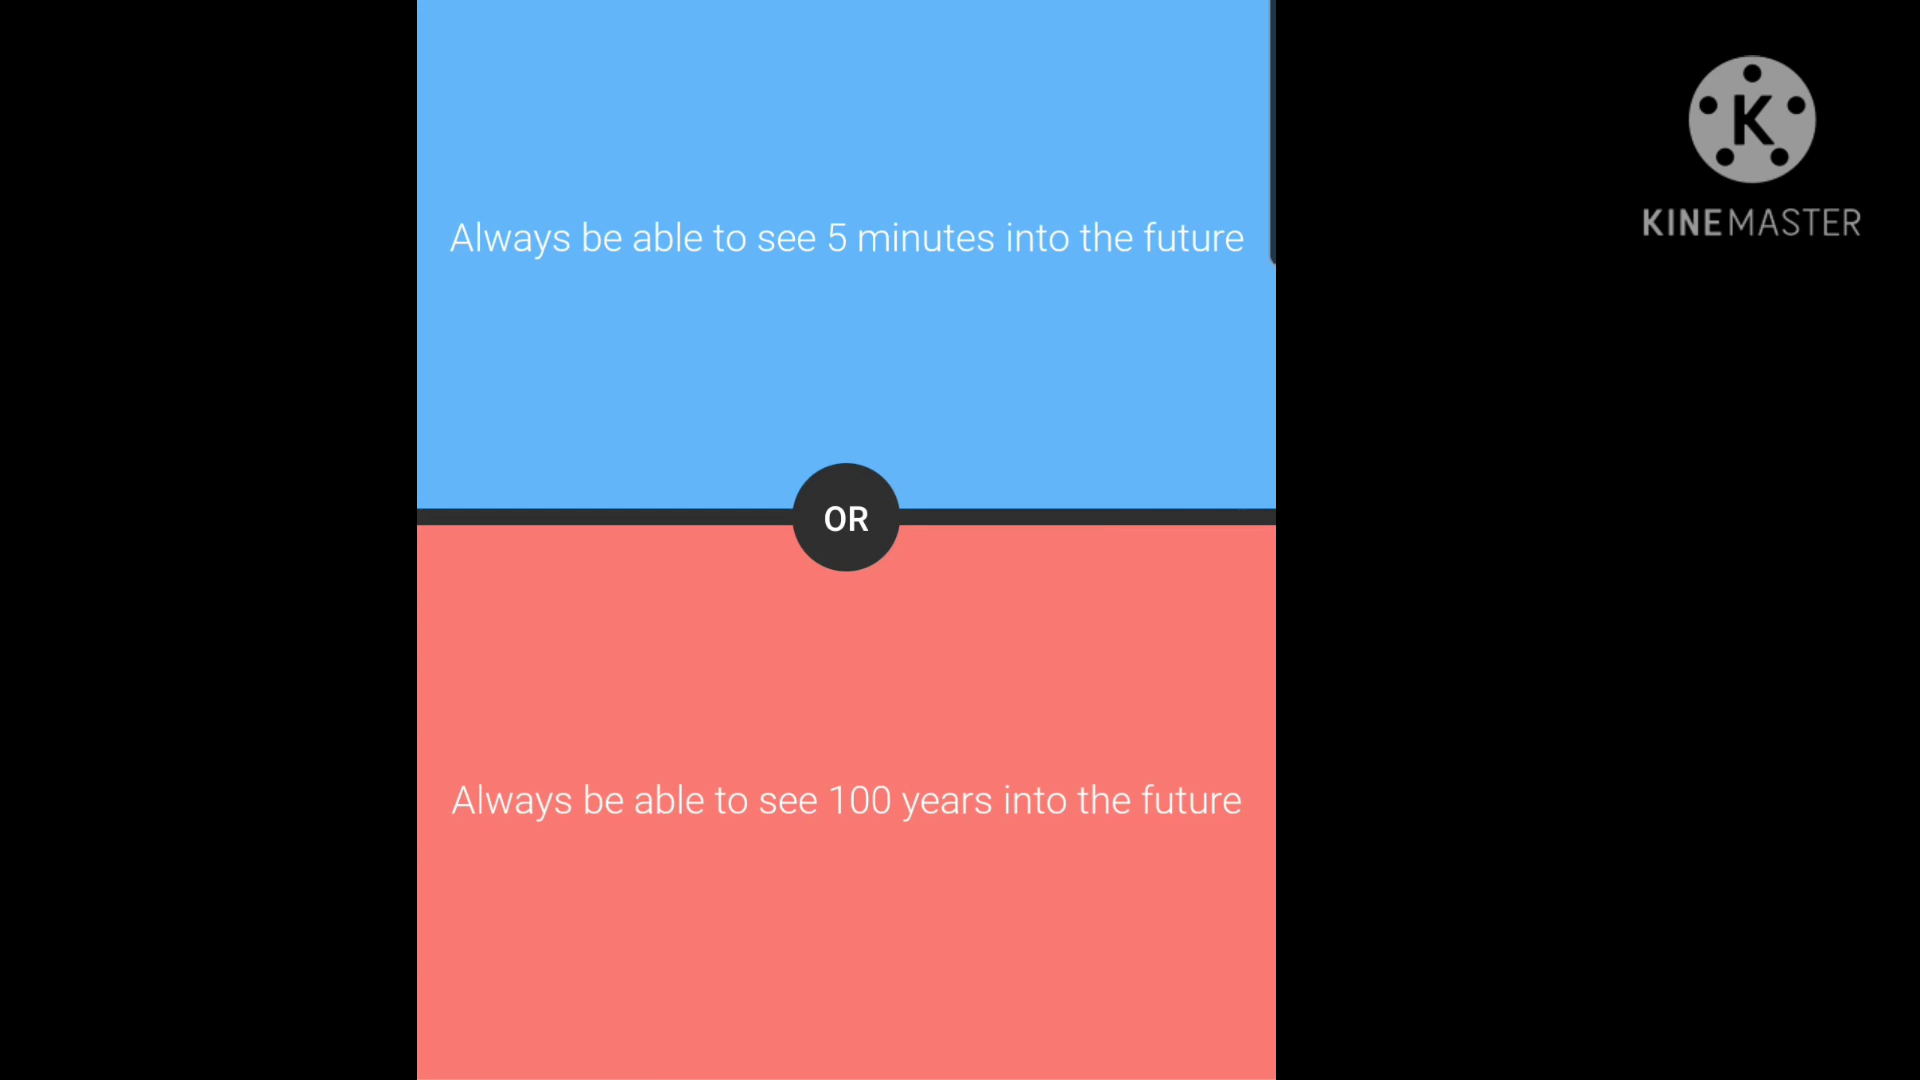 Always be able to see 5 minutes into the future
K
KINEMASTER
OR
Always be able to see 100 years into the future